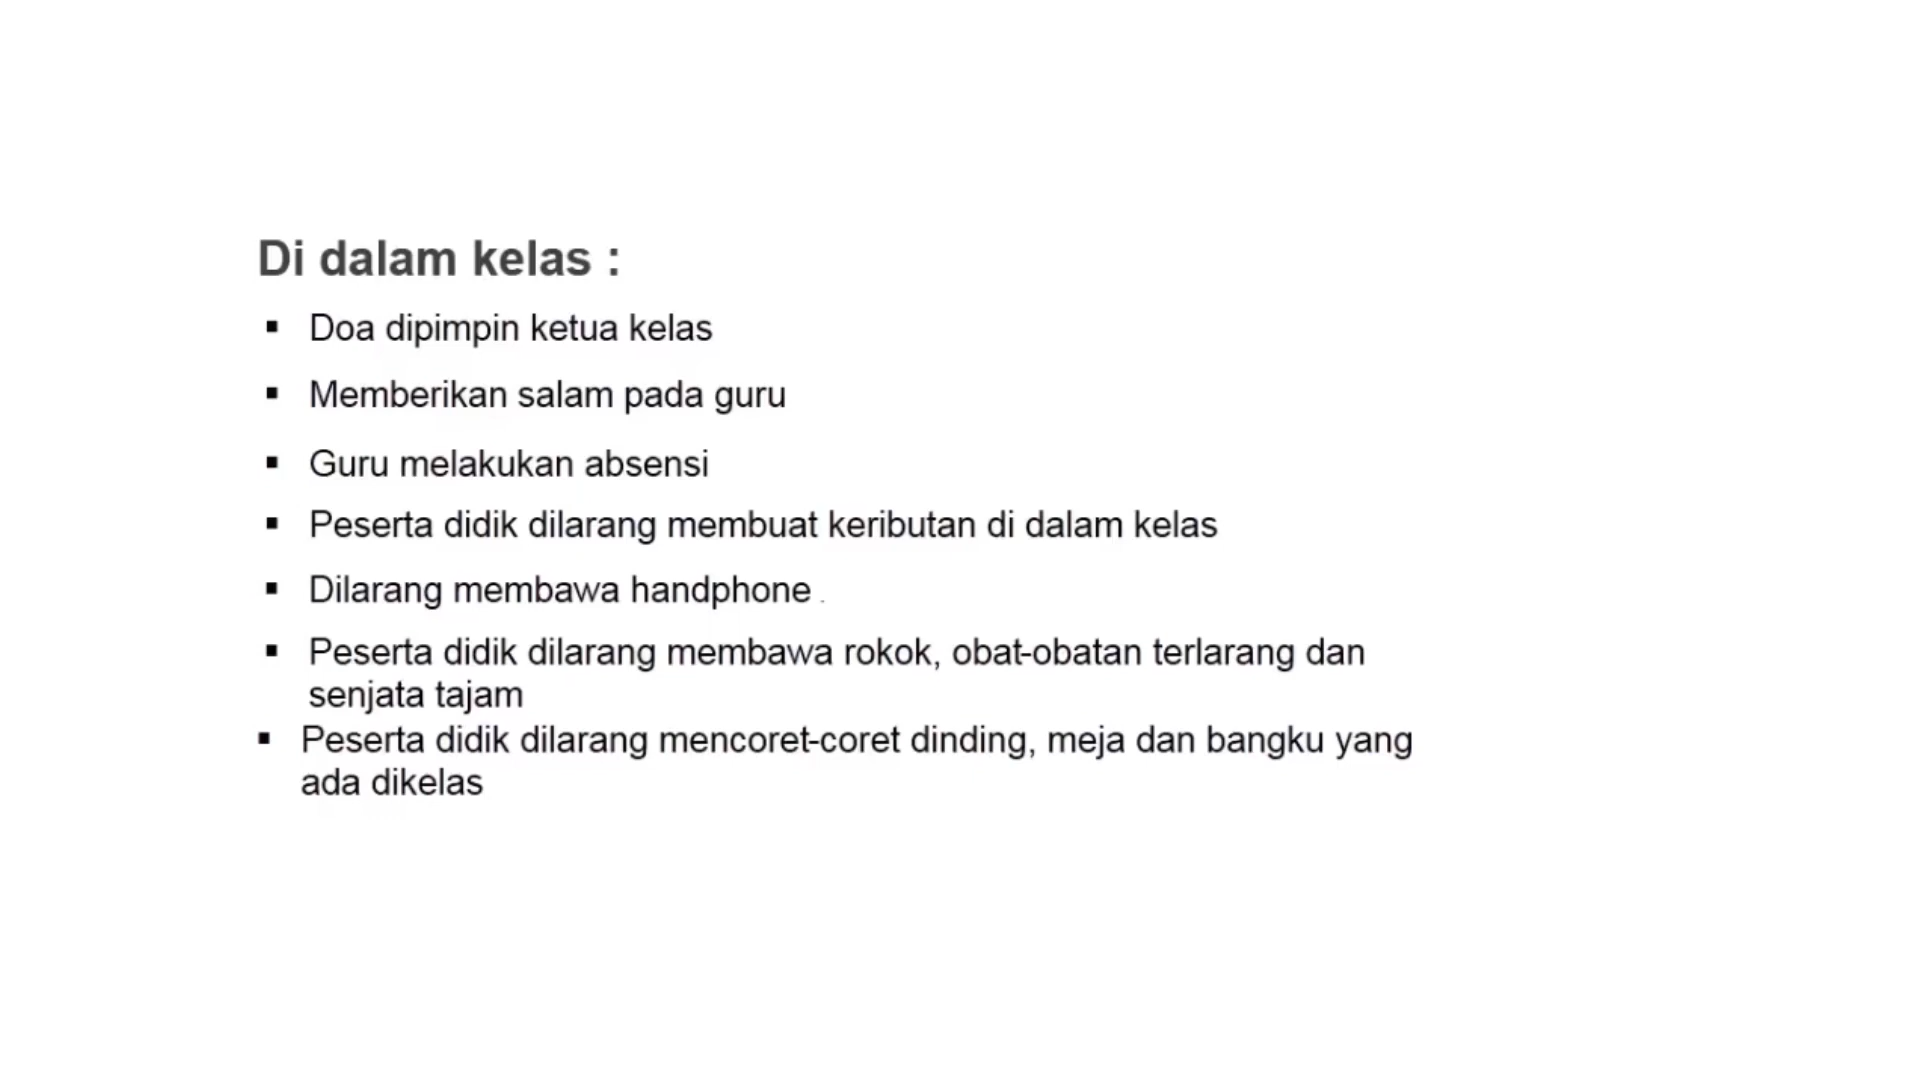 Di dalam kelas :
▪ Doa dipimpin ketua kelas
▪ Memberikan salam pada guru
▪ Guru melakukan absensi
▪ Peserta didik dilarang membuat keributan di dalam kelas
▪ Dilarang membawa handphone .
▪ Peserta didik dilarang membawa rokok, obat-obatan terlarang dan
senjata tajam
▪ Peserta didik dilarang mencoret-coret dinding, meja dan bangku yang
ada dikelas